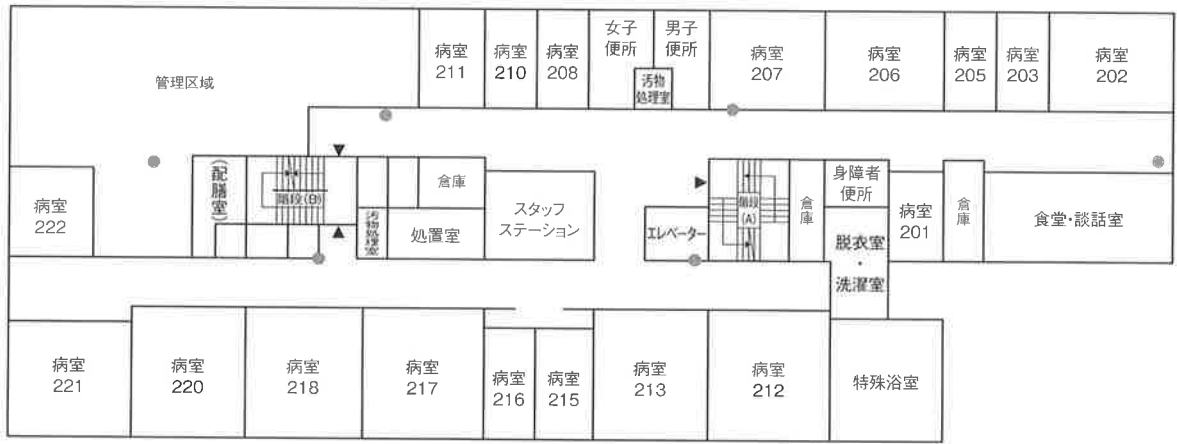 管理区域
病室
211
病室
210
病室
208
女子
便所
男子
便所
汚物
処理室
病室
207
病室
206
病室
205
病室
203
病室
202
病室
222
(配膳室)
階段(B)
汚物処理室
倉庫
処置室
スタッフ
ステーション
エレベーター
階段
(A)
倉庫
身障者
便所
脱衣室
・
洗濯室
病室
201
倉庫
食堂・談話室
病室
221
病室
220
病室
218
病室
217
病室
216
病室
215
病室
213
病室
212
特殊浴室